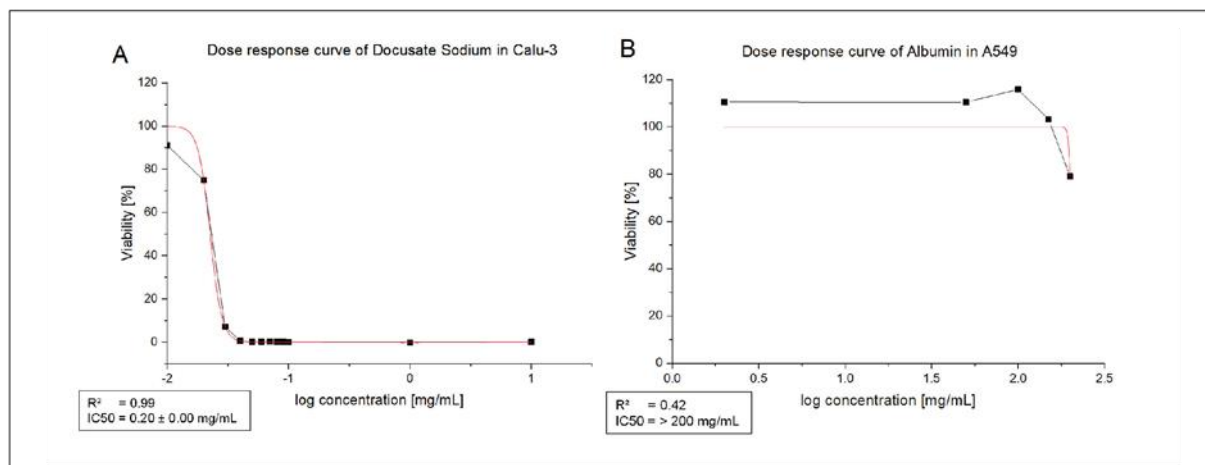 A
Dose response curve of Docusate Sodium in Calu-3
120
100
80
60
40
20
0
Viability [%]
-2
-1
0
1
log concentration [mg/mL]
R² = 0.99
IC50 = 0.20 ± 0.00 mg/mL
B
Dose response curve of Albumin in A549
120
100
80
60
40
20
0
Viability [%]
0.0
0.5
1.0
1.5
2.0
2.5
log concentration [mg/mL]
R² = 0.42
IC50 = > 200 mg/mL